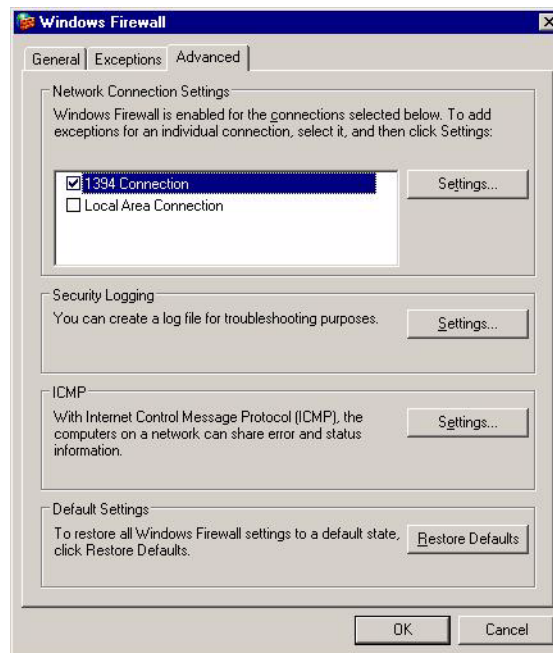 Windows Firewall
General Exceptions Advanced
Network Connection Settings
Windows Firewall is enabled for the connections selected
below. To add
exceptions for an individual connection, select it, and then click Settings:
1394 Connection
Settings...
Local Area Connection
Security Logging
You can create a log file for troubleshooting purposes.
Settings...
ICMP
With Internet Control Message Protocol (ICMP), the
computers on a network can share error and status
information.
Settings...
Default Settings
To restore all Windows Firewall settings to a default state,
click Restore Defaults.
Restore Defaults
OK Cancel